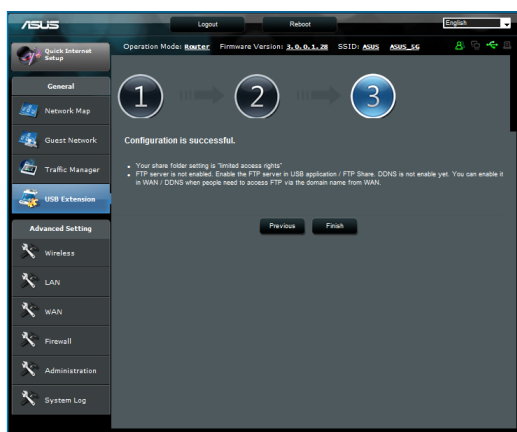 ASUS
Logout
Reboot
English
Quick Internet Setup
Operation Mode: Router Firmware Version: 3.0.0.1.28 SSID: ASUS ASUS_5G
General
Network Map
Guest Network
Traffic Manager
USB Extension
Advanced Setting
Wireless
LAN
WAN
Firewall
Administration
System Log
1
2
3
Configuration is successful.
Your share folder setting is "limited access rights"
FTP server is not enabled. Enable the FTP server in USB application / FTP Share. DDNS is not enable yet. You can enable it
in WAN / DDNS when people need to access FTP via the domain name from WAN.
Previous
Finish